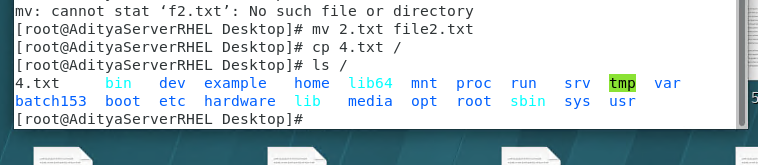 mv: cannot stat ‘f2.txt’: No such file or directory
[root@AdityaServerRHEL Desktop]# mv 2.txt file2.txt
[root@AdityaServerRHEL Desktop]# cp 4.txt /
[root@AdityaServerRHEL Desktop]# ls /
4.txt bin dev example home lib64 mnt proc run srv tmp var
batch153 boot etc hardware lib media opt root sbin sys usr
[root@AdityaServerRHEL Desktop]#